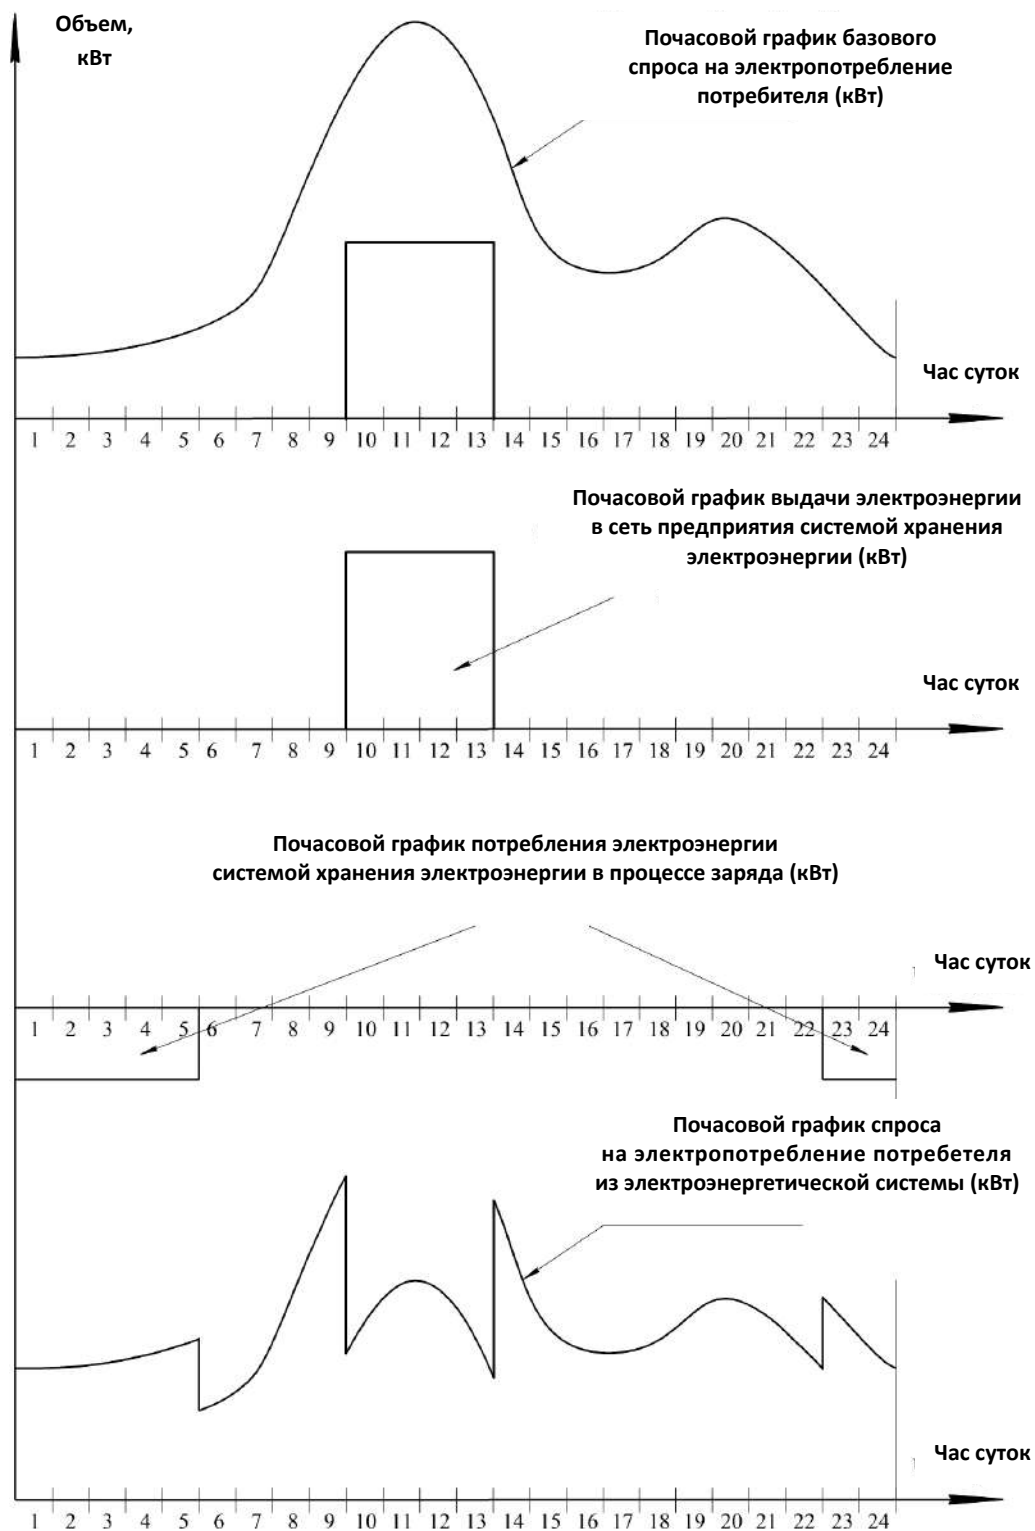 Объем,
кВт
Почасовой график базового
спроса на электропотребление
потребителя (кВт)
Час суток
1 2 3 4 5 6 7 8 9 10 11 12 13 14 15 16 17 18 19 20 21 22 23 24
Почасовой график выдачи электроэнергии
в сеть предприятия системой хранения
электроэнергии (кВт)
Час суток
1 2 3 4 5 6 7 8 9 10 11 12 13 14 15 16 17 18 19 20 21 22 23 24
Почасовой график потребления электроэнергии
системой хранения электроэнергии в процессе заряда (кВт)
Час суток
1 2 3 4 5 6 7 8 9 10 11 12 13 14 15 16 17 18 19 20 21 22 23 24
Почасовой график спроса
на электропотребление потребетеля
из электроэнергетической системы (кВт)
Час суток
1 2 3 4 5 6 7 8 9 10 11 12 13 14 15 16 17 18 19 20 21 22 23 24